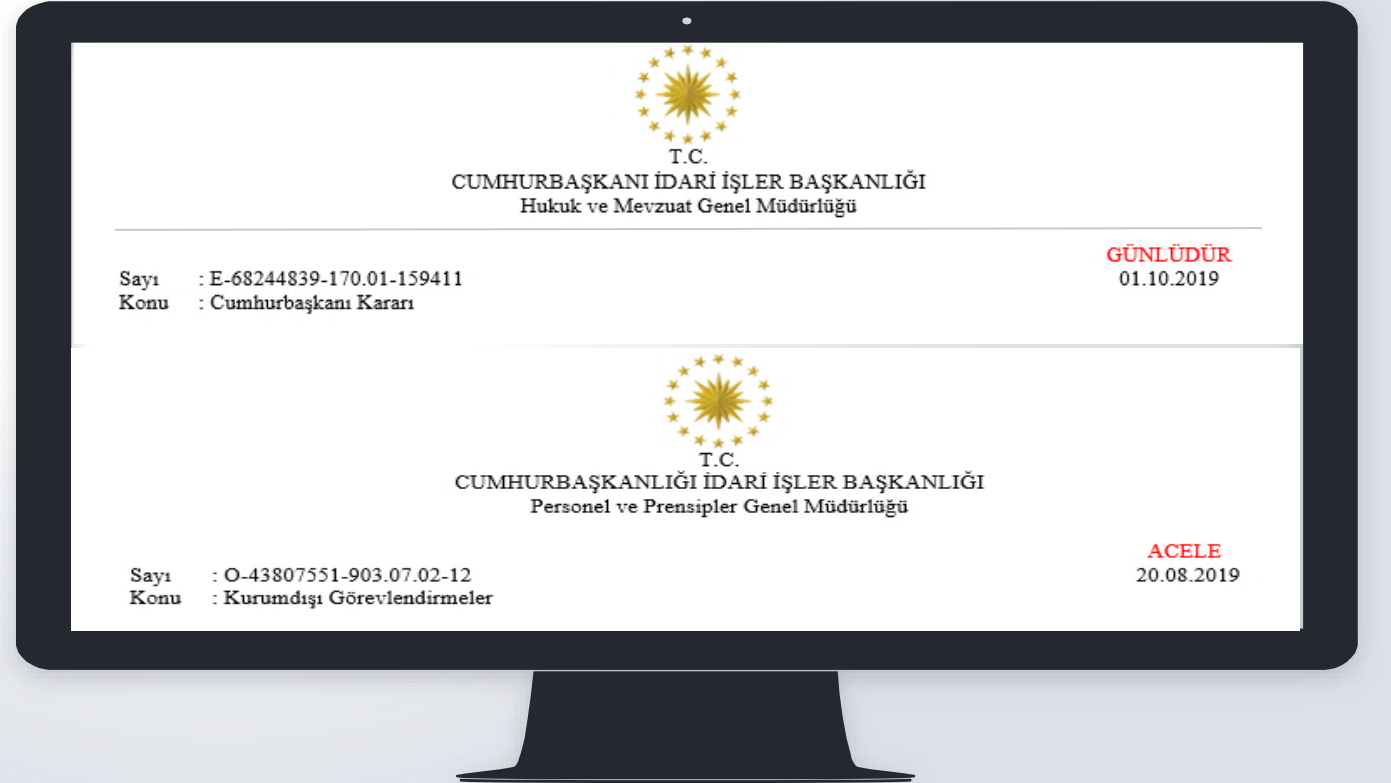 T.C.
CUMHURBAŞKANI İDARİ İŞLER BAŞKANLIĞI
Hukuk ve Mevzuat Genel Müdürlüğü
GÜNLÜDÜR
Sayı : E-68244839-170.01-159411 01.10.2019
Konu : Cumhurbaşkanı Kararı
T.C.
CUMHURBAŞKANLIĞI İDARİ İŞLER BAŞKANLIĞI
Personel ve Prensipler Genel Müdürlüğü
ACELE
Sayı : O-43807551-903.07.02-12 20.08.2019
Konu : Kurumdışı Görevlendirmeler